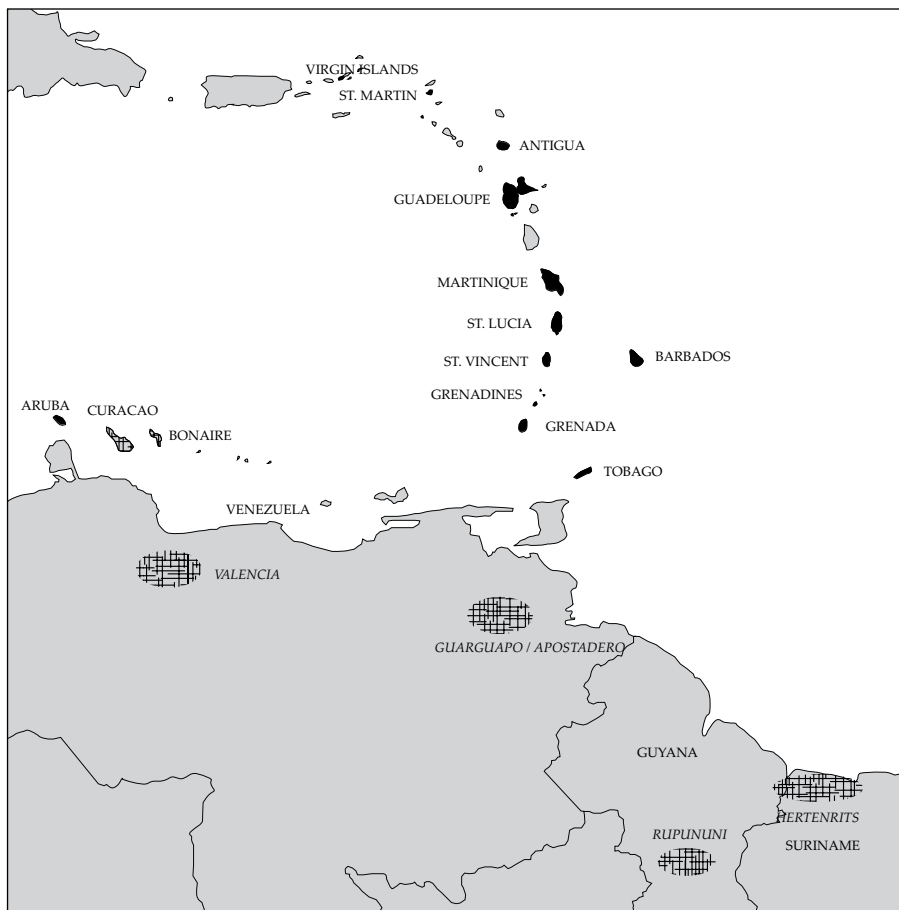 VIRGIN ISLANDS
ST. MARTIN
ANTIGUA
GUADELOUPE
MARTINIQUE
ST. LUCIA
ST. VINCENT
BARBADOS
GRENADINES
ARUBA
CURACAO
BONAIRE
GRENADA
TOBAGO
VENEZUELA
VALENCIA
GUARGUAPO / APOSTADERO
GUYANA
HERTENRITS
RUPUNUNI
SURINAME